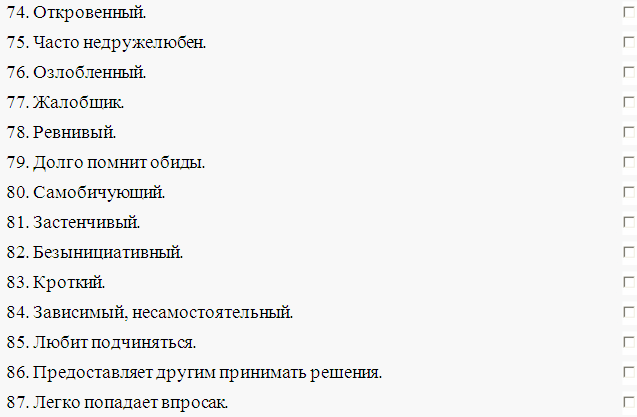 74. Откровенный.
75. Часто недружелюбен.
76. Озлобленный.
77. Жалобщик.
78. Ревнивый.
79. Долго помнит обиды.
80. Самобичующий.
81. Застенчивый.
82. Безынициативный.
83. Кроткий.
84. Зависимый, несамостоятельный.
85. Любит подчиняться.
86. Предоставляет другим принимать решения.
87. Легко попадает впросак.